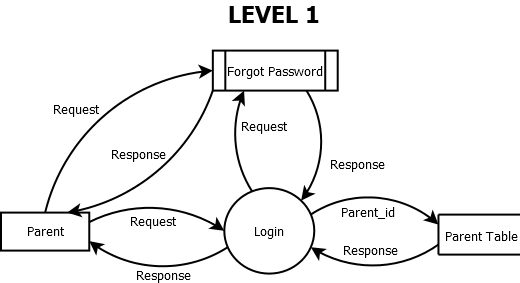 LEVEL 1
Forgot Password
Request
Request
Response
Response
Parent
Request
Response
Login
Parent_id
Response
Parent Table